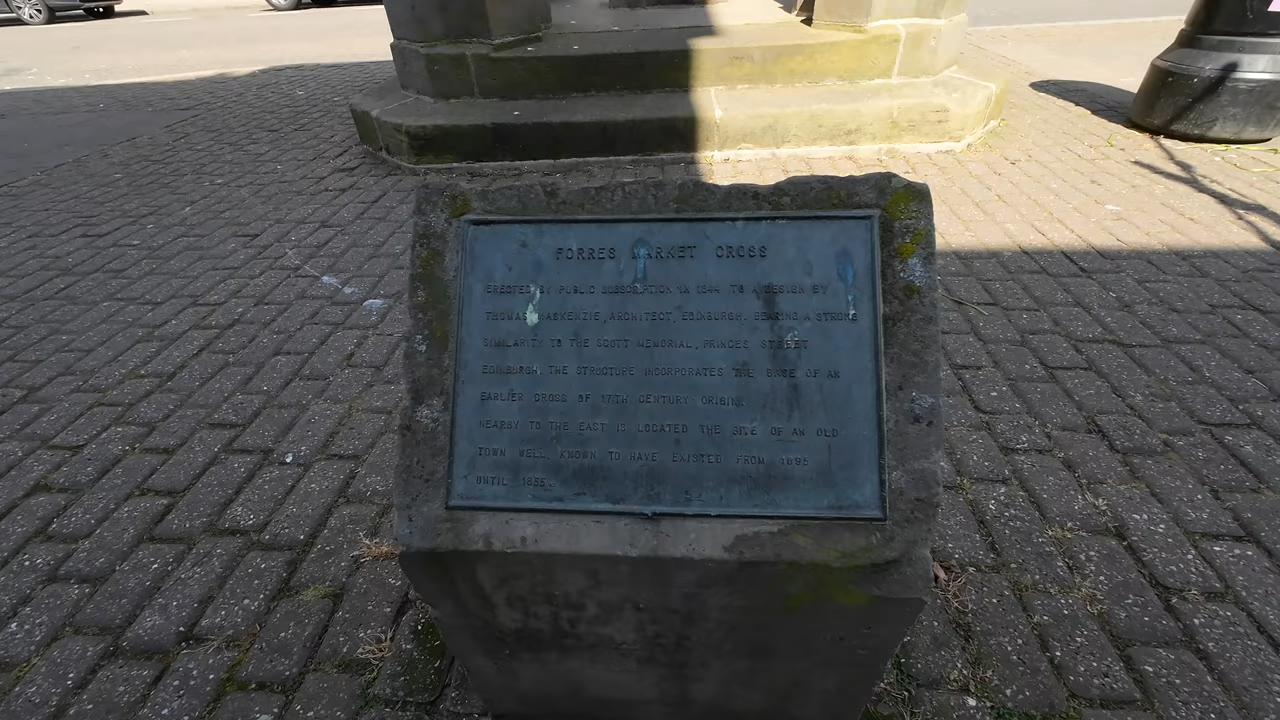 FORRES MARKET CROSS
ERECTED BY PUBLIC SUBSCRIPTION IN 1844 TO A DESIGN BY
THOMAS MACKENZIE, ARCHITECT, EDINBURGH. BEARING A STRONG
SIMILARITY TO THE SCOTT MEMORIAL, PRINCES STREET
EDINBURGH, THE STRUCTURE INCORPORATES THE BASE OF AN
EARLIER CROSS OF 17TH CENTURY ORIGIN.
NEARBY TO THE EAST IS LOCATED THE SITE OF AN OLD
TOWN WELL, KNOWN TO HAVE EXISTED FROM 1695
UNTIL 1855.